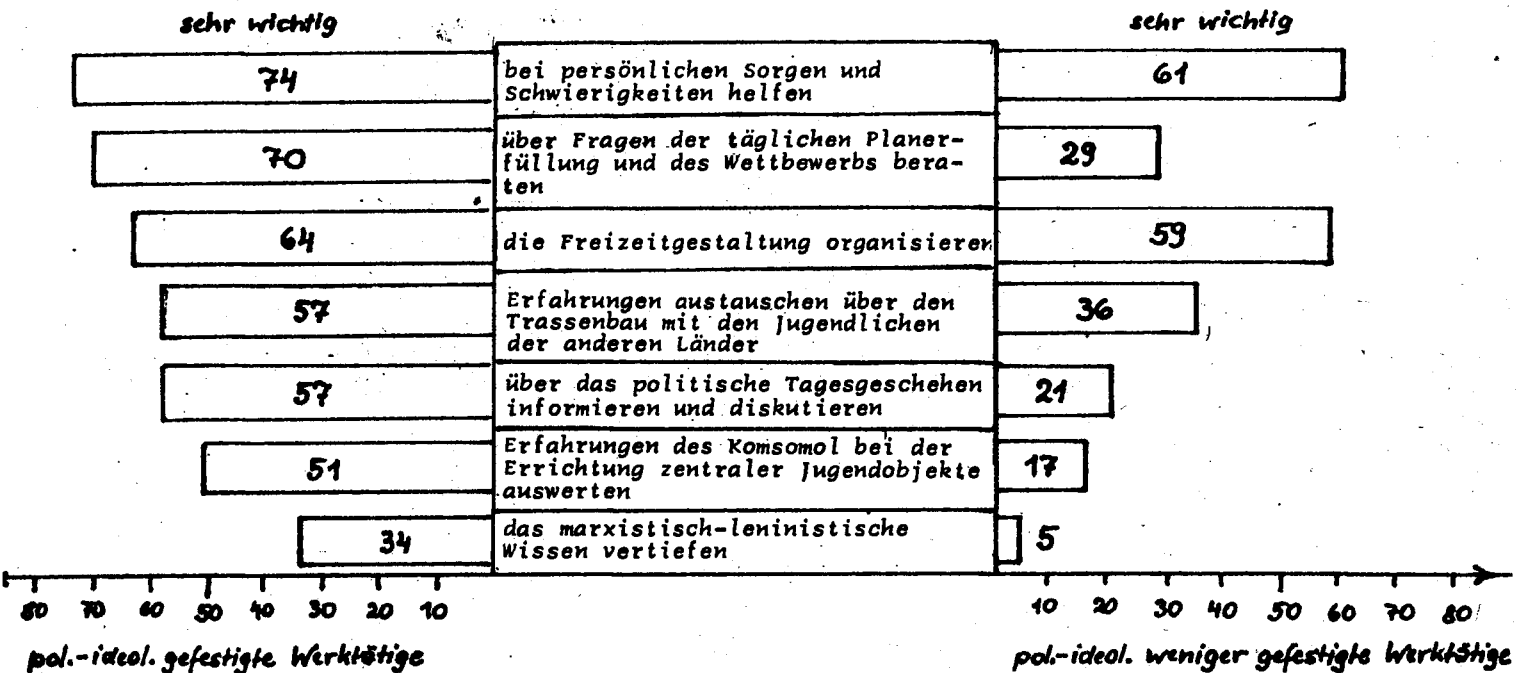 sehr wichtig
sehr wichtig
74
bei persönlichen Sorgen und
Schwierigkeiten helfen
61
70
über Fragen der täglichen Planer-
füllung und des Wettbewerbs bera-
ten
29
64
die Freizeitgestaltung organisieren
59
57
Erfahrungen austauschen über den
Trassenbau mit den Jugendlichen
der anderen Länder
36
57
über das politische Tagesgeschehen
informieren und diskutieren
21
51
Erfahrungen des Komsomol bei der
Errichtung zentraler Jugendobjekte
auswerten
17
34
das marxistisch-leninistische
Wissen vertiefen
5
80 70 60 50 40 30 20 10
10 20 30 40 50 60 70 80
pol.-ideol. gefestigte Werktätige
pol.-ideol. weniger gefestigte Werktätige